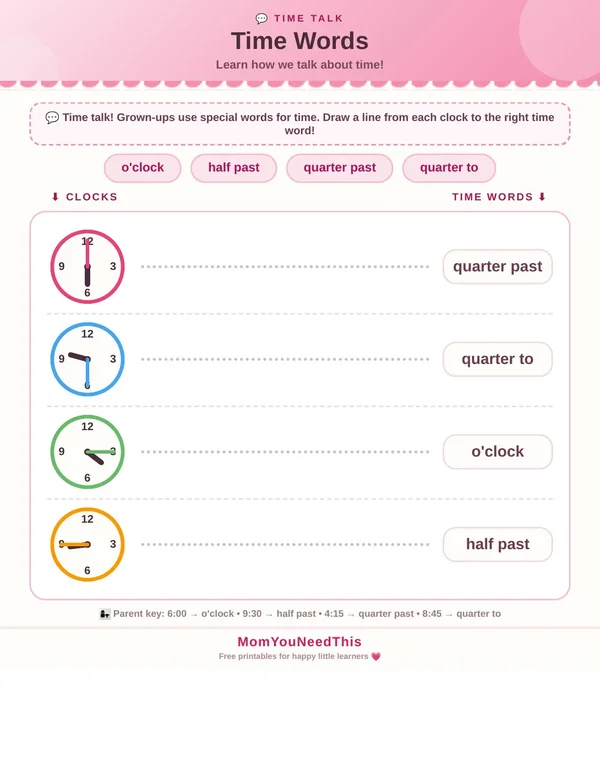 💬 TIME TALK
Time Words
Learn how we talk about time!
💬 Time talk! Grown-ups use special words for time. Draw a line from each clock to the right time
word!
o'clock half past quarter past quarter to
⬇ CLOCKS TIME WORDS ⬇
12
9 3
6
quarter past
12
9 3
6
quarter to
12
9 3
6
o'clock
12
9 3
6
half past
Parent key: 6:00 → o'clock • 9:30 → half past • 4:15 → quarter past • 8:45 → quarter to
MomYouNeedThis
Free printables for happy little learners 💗